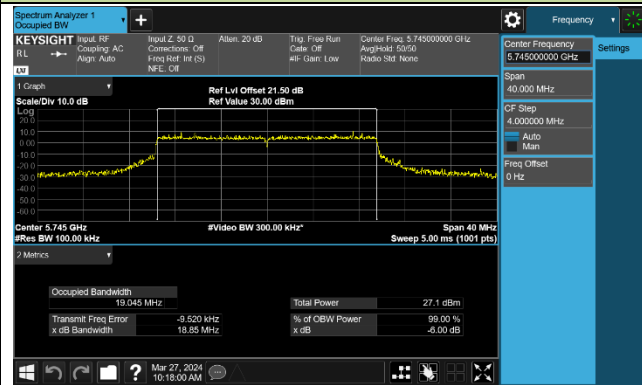 Spectrum Analyzer 1
Occupied BW
Frequency
KEYSIGHT
RL
LXI
Input: RF
Coupling: AC
Align: Auto
Input Z: 50 Ω
Corrections: Off
Freq Ref: Int (S)
NFE: Off
Atten: 20 dB
Trig: Free Run
Gate: Off
#IF Gain: Low
Center Freq: 5.745000000 GHz
Avg|Hold: 50/50
Radio Std: None
Center Frequency
5.745000000 GHz
Settings
Span
40.000 MHz
CF Step
4.000000 MHz
Auto
Man
Freq Offset
0 Hz
1 Graph
Scale/Div 10.0 dB
Ref Lvl Offset 21.50 dB
Ref Value 30.00 dBm
Log
20.0
10.0
0.00
-10.0
-20.0
-30.0
-40.0
-50.0
-60.0
Center 5.745 GHz
#Video BW 300.00 kHz*
Span 40 MHz
#Res BW 100.00 kHz
Sweep 5.00 ms (1001 pts)
2 Metrics
Occupied Bandwidth
19.045 MHz
Total Power 27.1 dBm
Transmit Freq Error -9.520 kHz
% of OBW Power 99.00 %
x dB Bandwidth 18.85 MHz
x dB -6.00 dB
Mar 27, 2024
10:18:00 AM